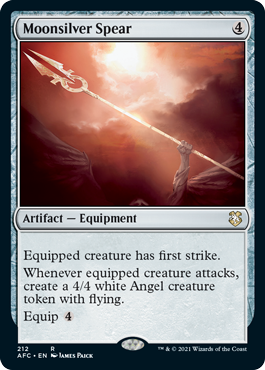 Moonsilver Spear 4
Artifact — Equipment
Equipped creature has first strike.
Whenever equipped creature attacks,
create a 4/4 white Angel creature
token with flying.
Equip 4
212 R
AFC • EN James Paick
™ & © 2021 Wizards of the Coast